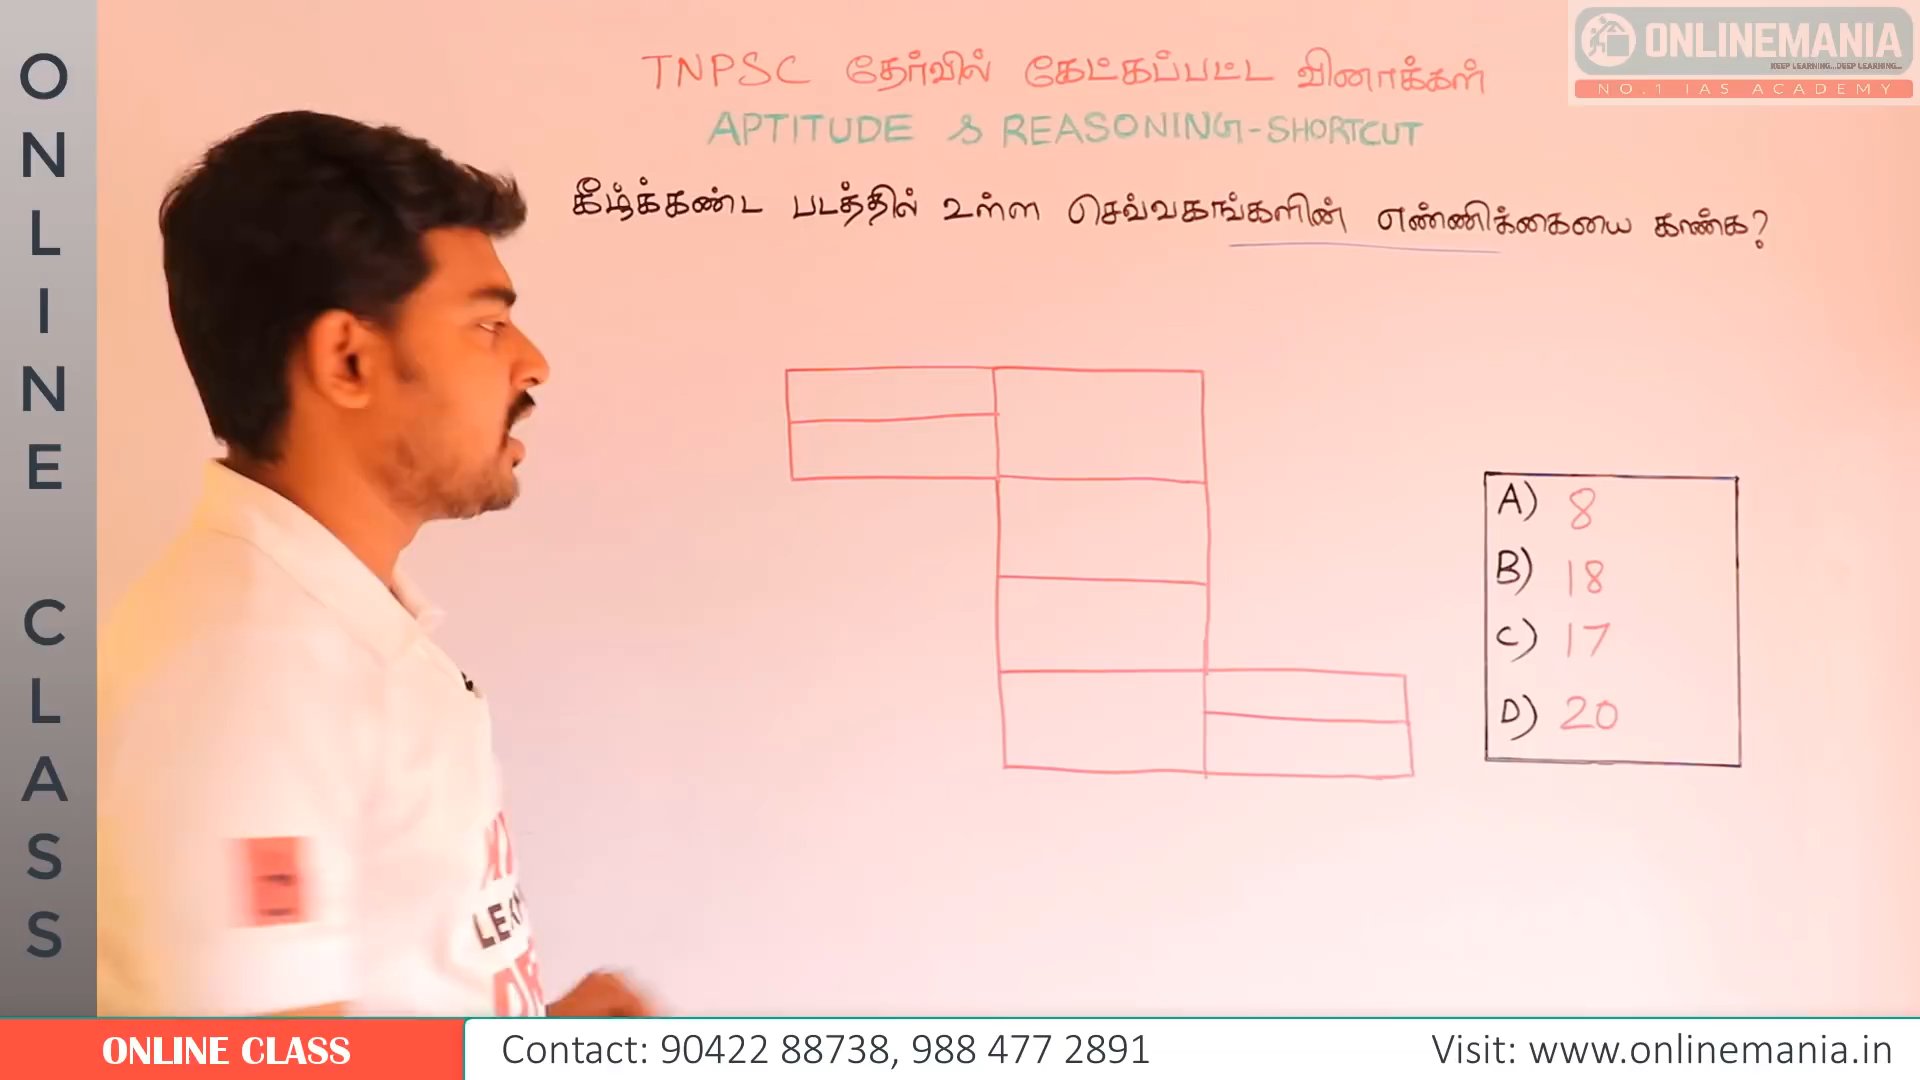 ONLINE CLASS
ONLINEMANIA
KEEP LEARNING...DEEP LEARNING...
NO.1 IAS ACADEMY
TNPSC தேர்வில் கேட்கப்பட்ட வினாக்கள்
APTITUDE & REASONING-SHORTCUT
கீழ்க்கண்ட படத்தில் உள்ள செவ்வகங்களின் எண்ணிக்கையை காண்க?
A) 8
B) 18
C) 17
D) 20
ONLINE CLASS
Contact: 90422 88738, 988 477 2891
Visit: www.onlinemania.in